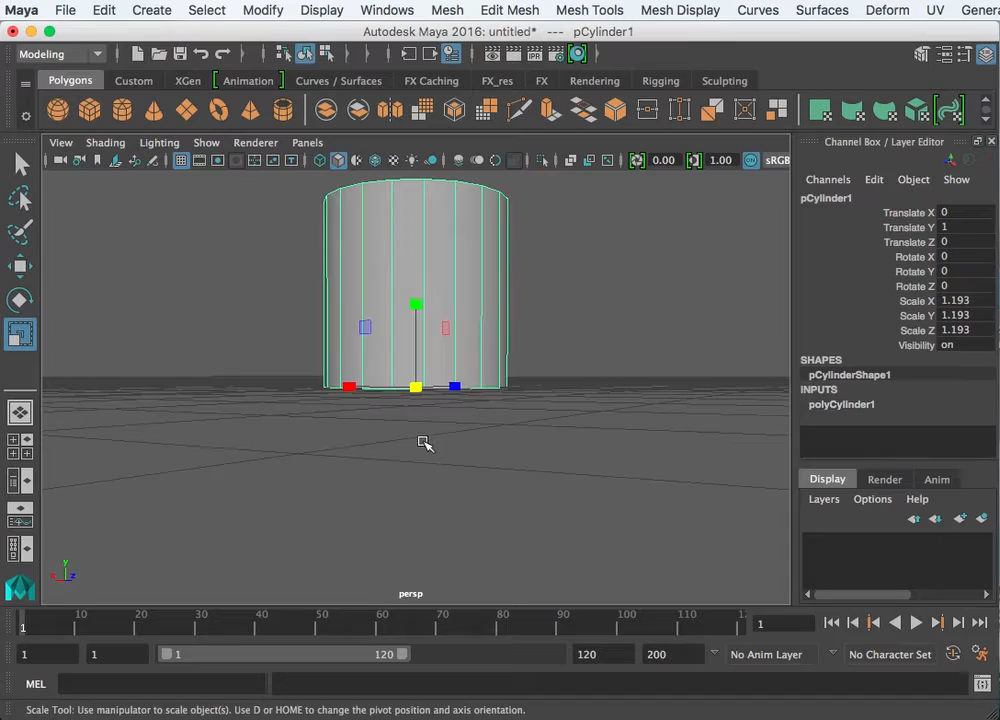 Maya File Edit Create Select Modify Display Windows Mesh Edit Mesh Mesh Tools Mesh Display Curves Surfaces Deform UV Genera
Autodesk Maya 2016: untitled* --- pCylinder1
Modeling
Polygons Custom XGen Animation Curves / Surfaces FX Caching FX_res FX Rendering Rigging Sculpting
View Shading Lighting Show Renderer Panels
0.00 1.00 sRGB
Channel Box / Layer Editor
Channels Edit Object Show
pCylinder1
Translate X 0
Translate Y 1
Translate Z 0
Rotate X 0
Rotate Y 0
Rotate Z 0
Scale X 1.193
Scale Y 1.193
Scale Z 1.193
Visibility on
SHAPES
pCylinderShape1
INPUTS
polyCylinder1
Display Render Anim
Layers Options Help
y
x z
persp
1 10 20 30 40 50 60 70 80 90 100 110 12
1
1 1 1 120 120 200 No Anim Layer No Character Set
MEL
Scale Tool: Use manipulator to scale object(s). Use D or HOME to change the pivot position and axis orientation.